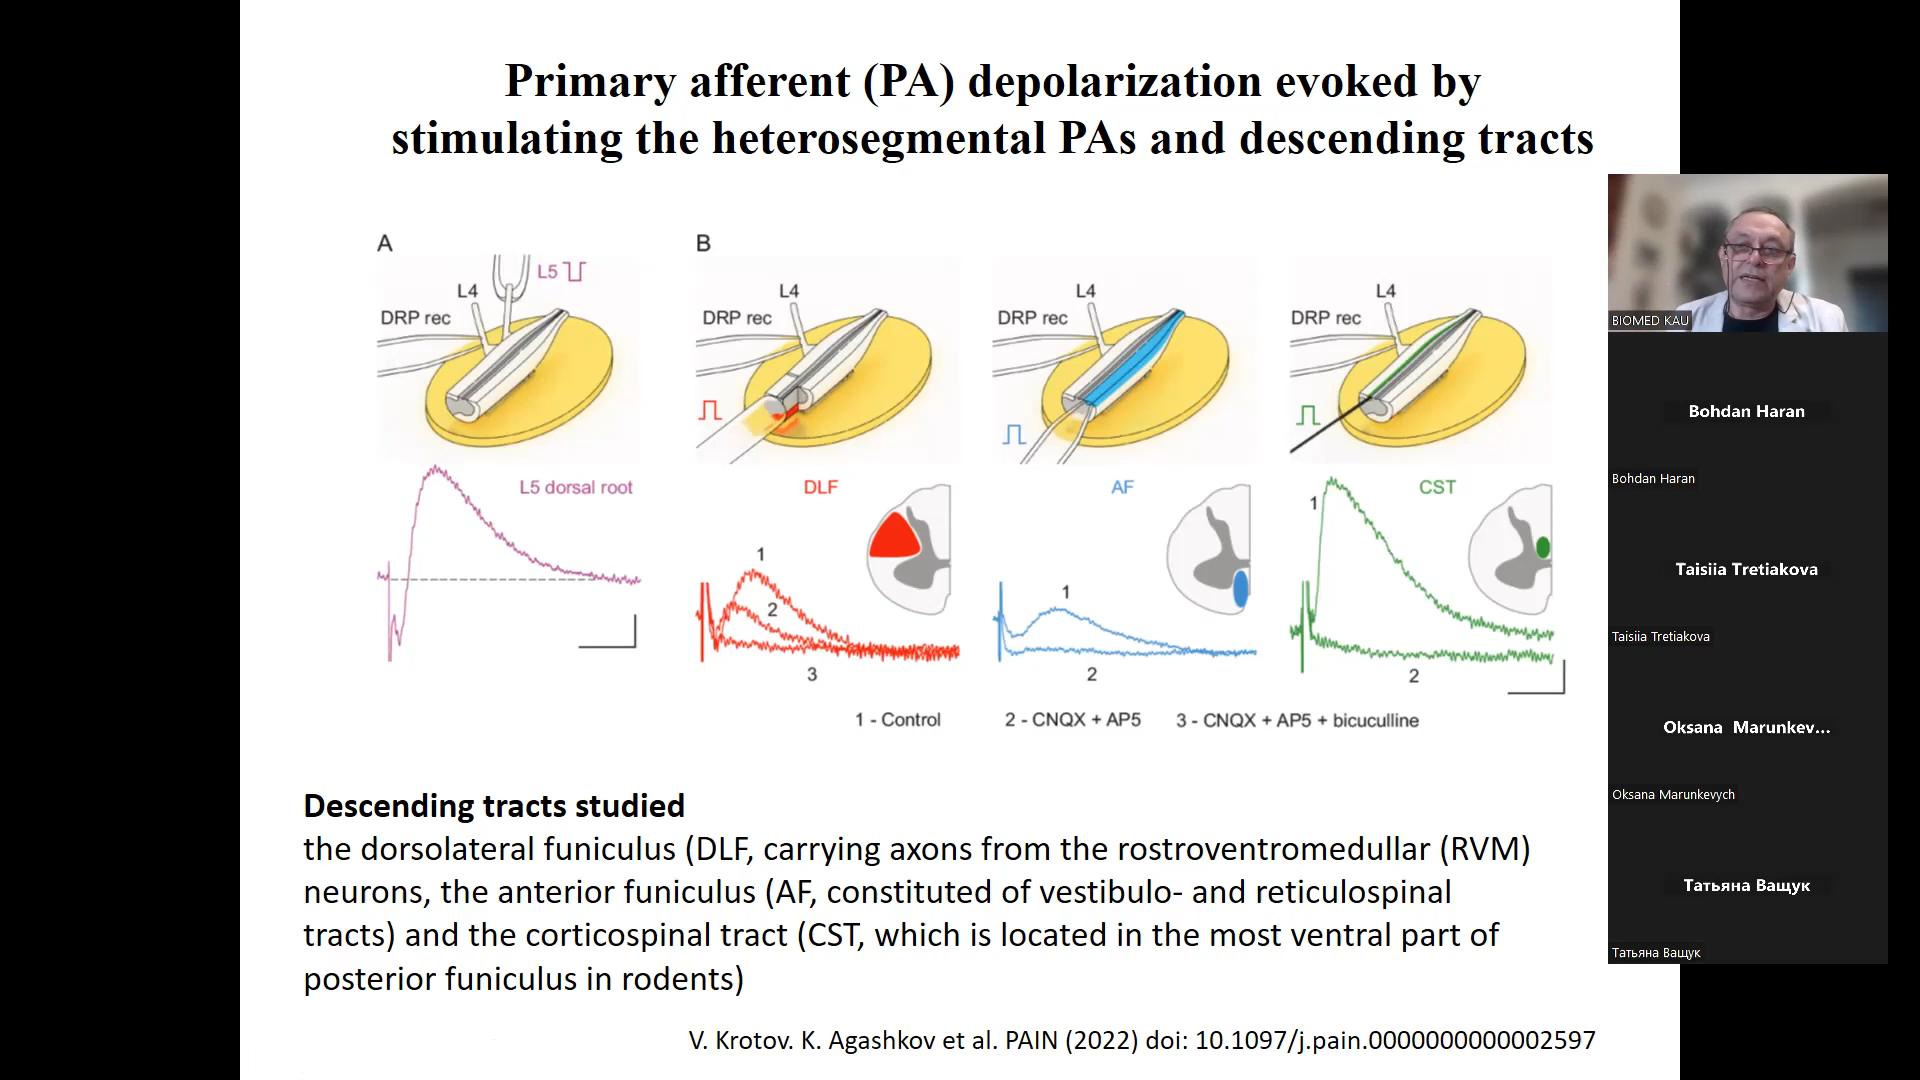 Primary afferent (PA) depolarization evoked by
stimulating the heterosegmental PAs and descending tracts
A
L5
L4
DRP rec
L5 dorsal root
B
L4
DRP rec
DLF
1
2
3
L4
DRP rec
AF
1
2
L4
DRP rec
CST
1
2
1 - Control
2 - CNQX + AP5
3 - CNQX + AP5 + bicuculline
Descending tracts studied
the dorsolateral funiculus (DLF, carrying axons from the rostroventromedullar (RVM)
neurons, the anterior funiculus (AF, constituted of vestibulo- and reticulospinal
tracts) and the corticospinal tract (CST, which is located in the most ventral part of
posterior funiculus in rodents)
V. Krotov. K. Agashkov et al. PAIN (2022) doi: 10.1097/j.pain.0000000000002597
BIOMED KAU
Bohdan Haran
Bohdan Haran
Taisiia Tretiakova
Taisiia Tretiakova
Oksana Marunkev...
Oksana Marunkevych
Татьяна Ващук
Татьяна Ващук